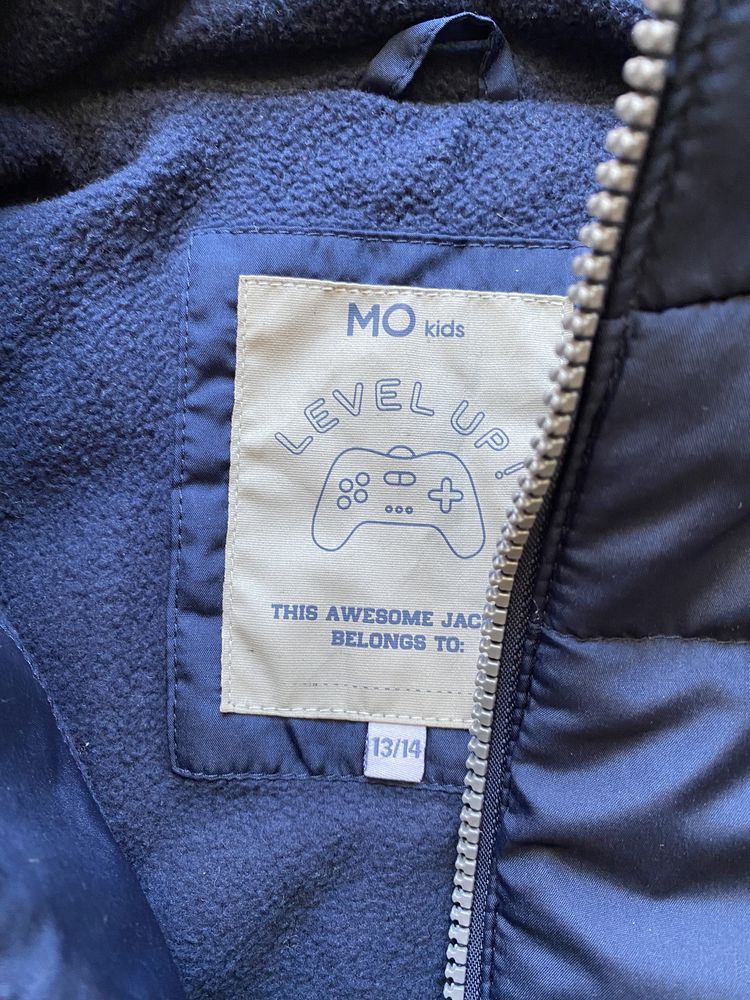 MO kids
LEVEL UP!
THIS AWESOME JAC
BELONGS TO:
13/14